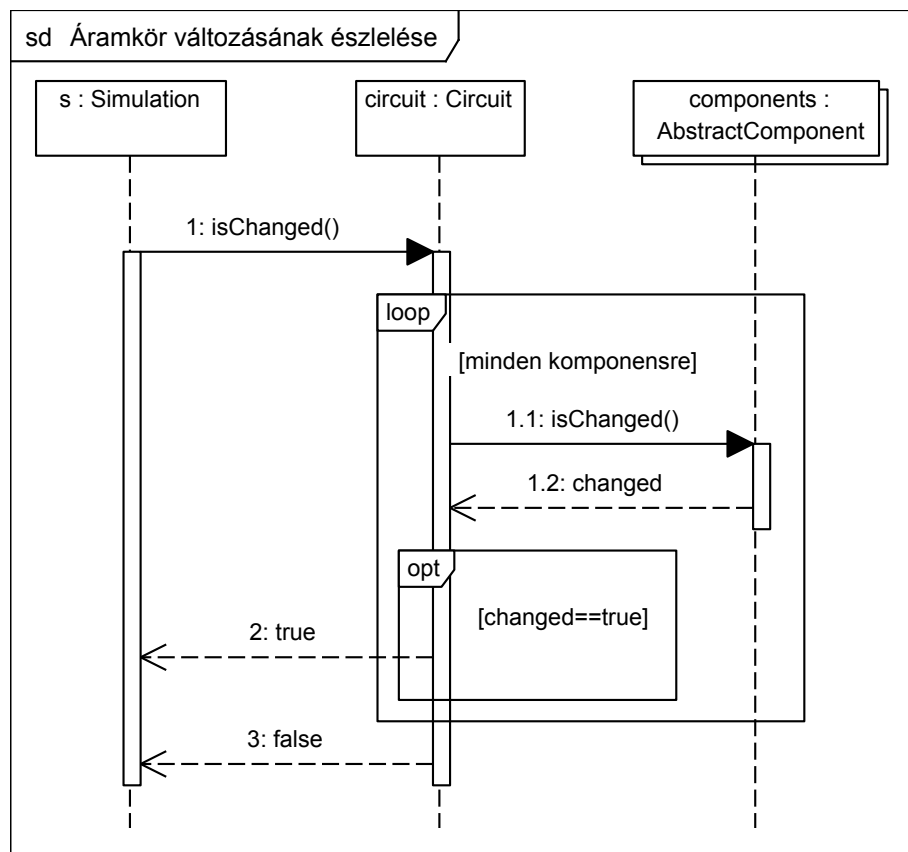 sd Áramkör változásának észlelése
s : Simulation
circuit : Circuit
components :
AbstractComponent
1: isChanged()
loop
[minden komponensre]
1.1: isChanged()
1.2: changed
opt
[changed==true]
2: true
3: false